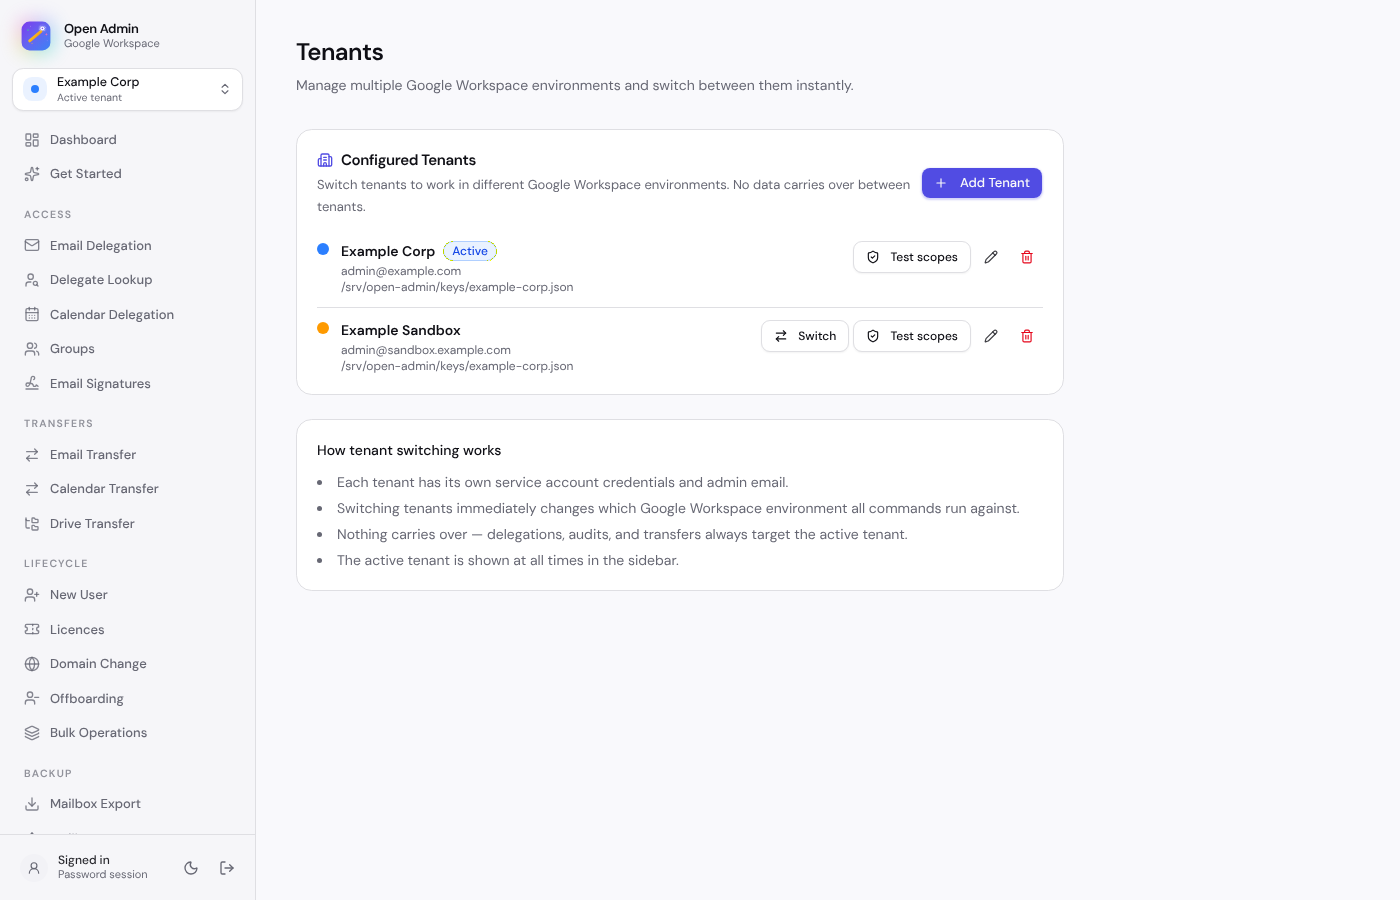 Open Admin
Google Workspace
Example Corp
Active tenant
Dashboard
Get Started
ACCESS
Email Delegation
Delegate Lookup
Calendar Delegation
Groups
Email Signatures
TRANSFERS
Email Transfer
Calendar Transfer
Drive Transfer
LIFECYCLE
New User
Licences
Domain Change
Offboarding
Bulk Operations
BACKUP
Mailbox Export
Signed in
Password session
Tenants
Manage multiple Google Workspace environments and switch between them instantly.
Configured Tenants
Switch tenants to work in different Google Workspace environments. No data carries over between
tenants.
Add Tenant
Example Corp Active
admin@example.com
/srv/open-admin/keys/example-corp.json
Test scopes
Example Sandbox
admin@sandbox.example.com
/srv/open-admin/keys/example-corp.json
Switch
Test scopes
How tenant switching works
Each tenant has its own service account credentials and admin email.
Switching tenants immediately changes which Google Workspace environment all commands run against.
Nothing carries over — delegations, audits, and transfers always target the active tenant.
The active tenant is shown at all times in the sidebar.